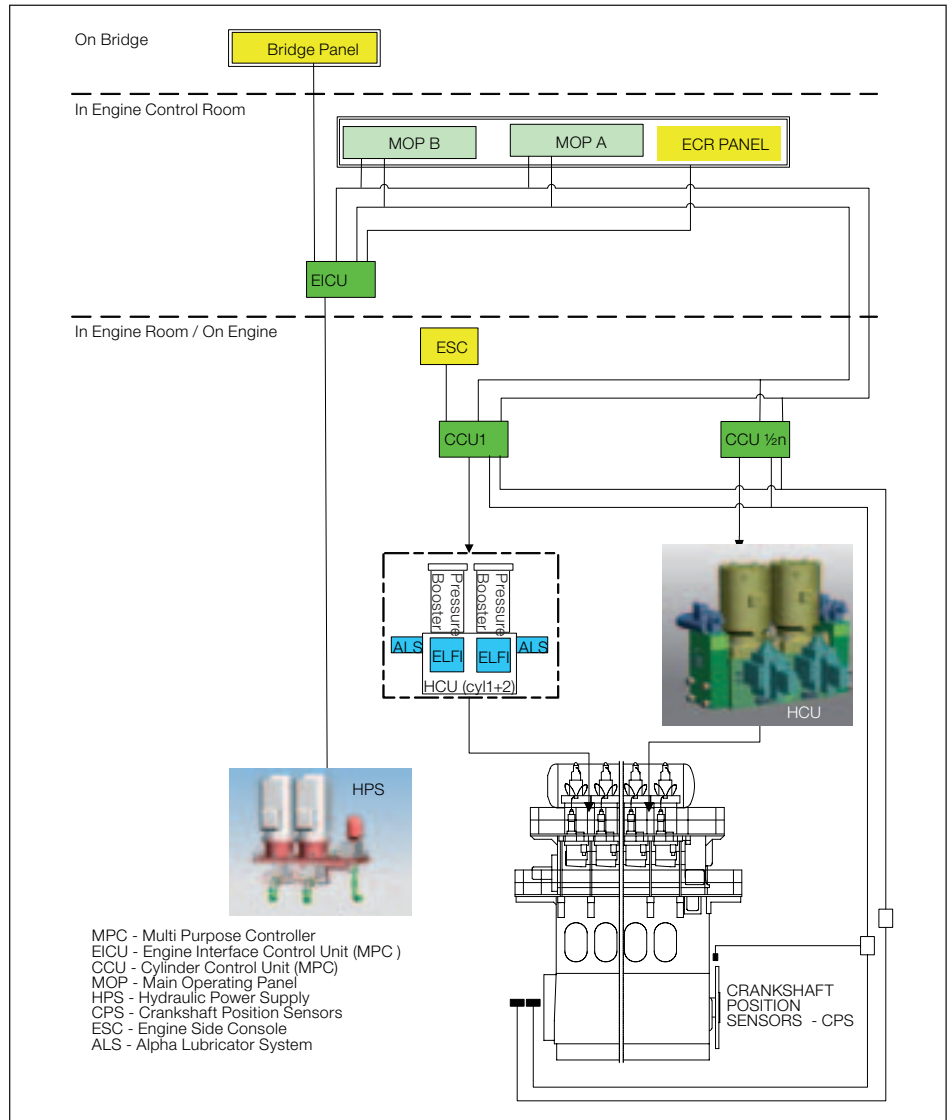 On Bridge
Bridge Panel
In Engine Control Room
MOP B
MOP A
ECR PANEL
EICU
In Engine Room / On Engine
ESC
CCU1
CCU ½n
Pressure
Booster
Pressure
Booster
ALS
ELFI
ELFI
ALS
HCU (cyl1+2)
HCU
HPS
MPC - Multi Purpose Controller
EICU - Engine Interface Control Unit (MPC )
CCU - Cylinder Control Unit (MPC)
MOP - Main Operating Panel
HPS - Hydraulic Power Supply
CPS - Crankshaft Position Sensors
ESC - Engine Side Console
ALS - Alpha Lubricator System
CRANKSHAFT
POSITION
SENSORS - CPS